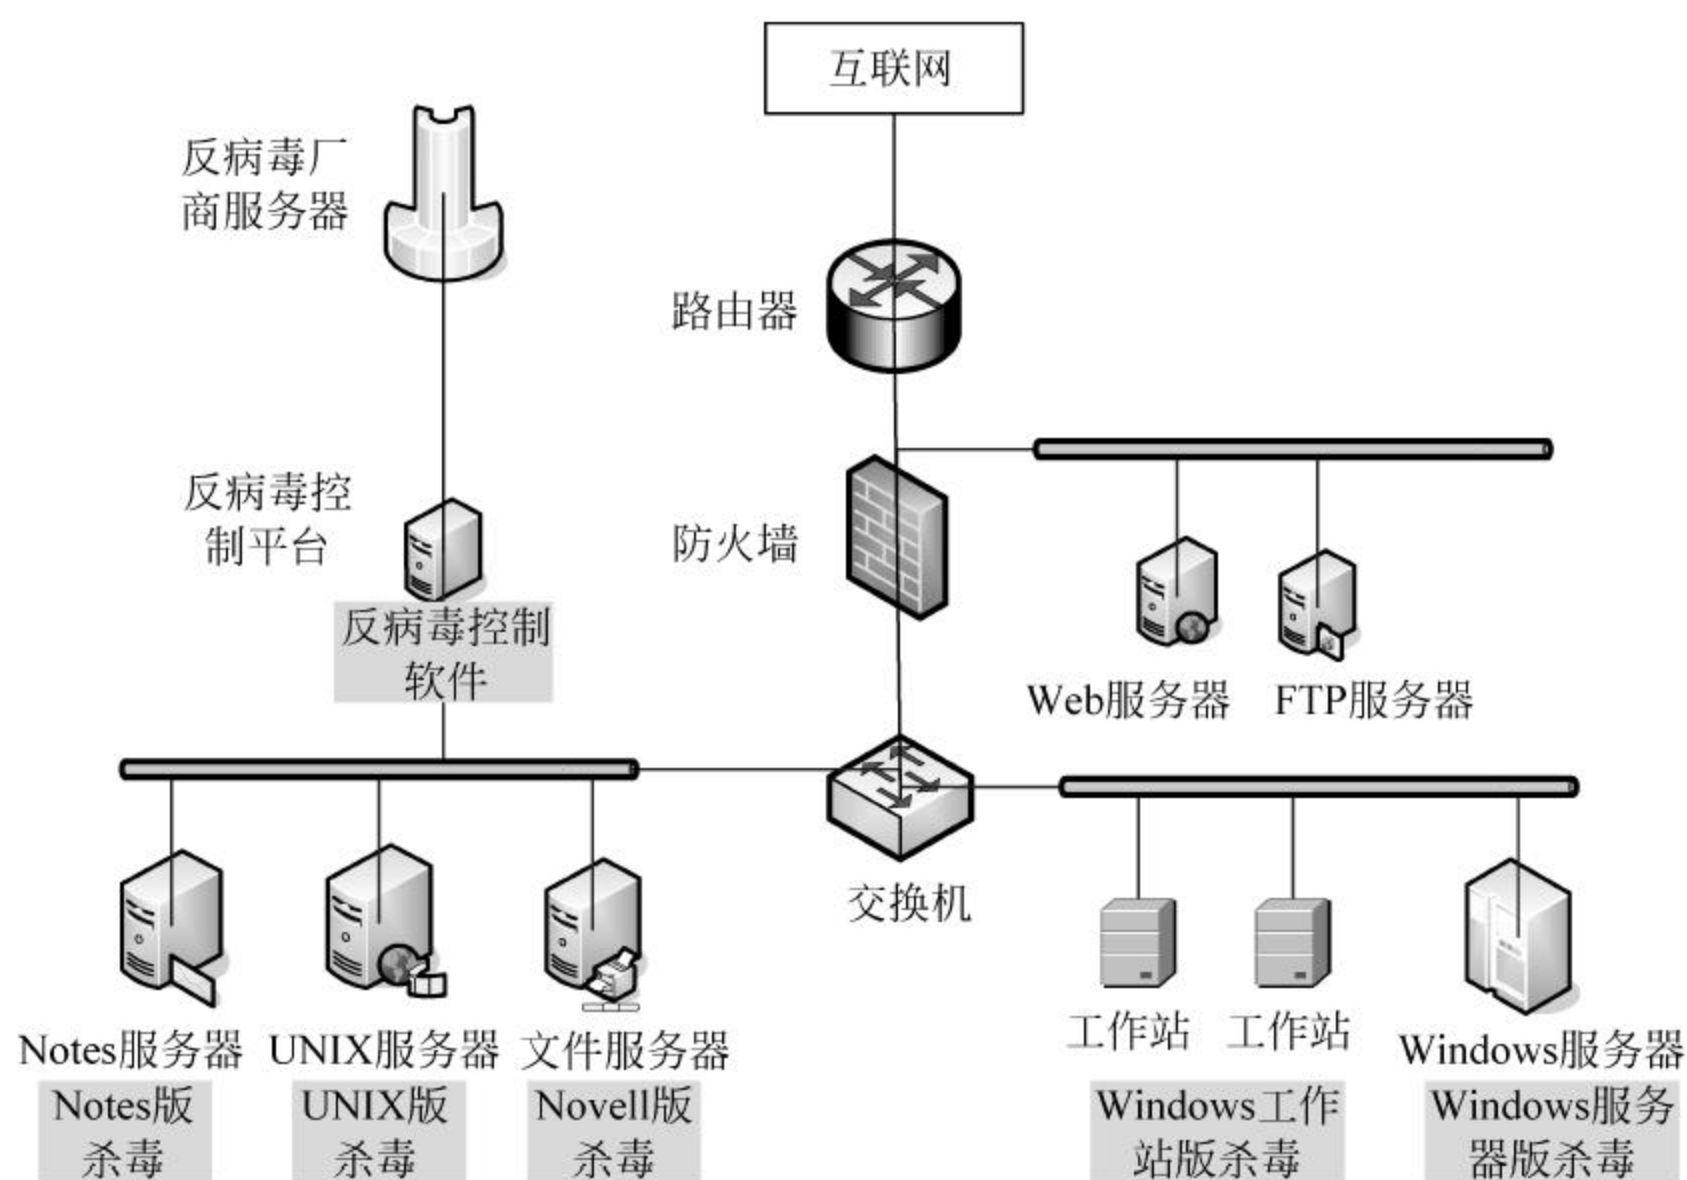 互联网
反病毒厂
商服务器
路由器
反病毒控
制平台
防火墙
反病毒控制
软件
Web服务器
FTP服务器
交换机
Notes服务器
UNIX服务器
文件服务器
工作站
工作站
Windows服务器
Notes版
杀毒
UNIX版
杀毒
Novell版
杀毒
Windows工作
站版杀毒
Windows服务
器版杀毒